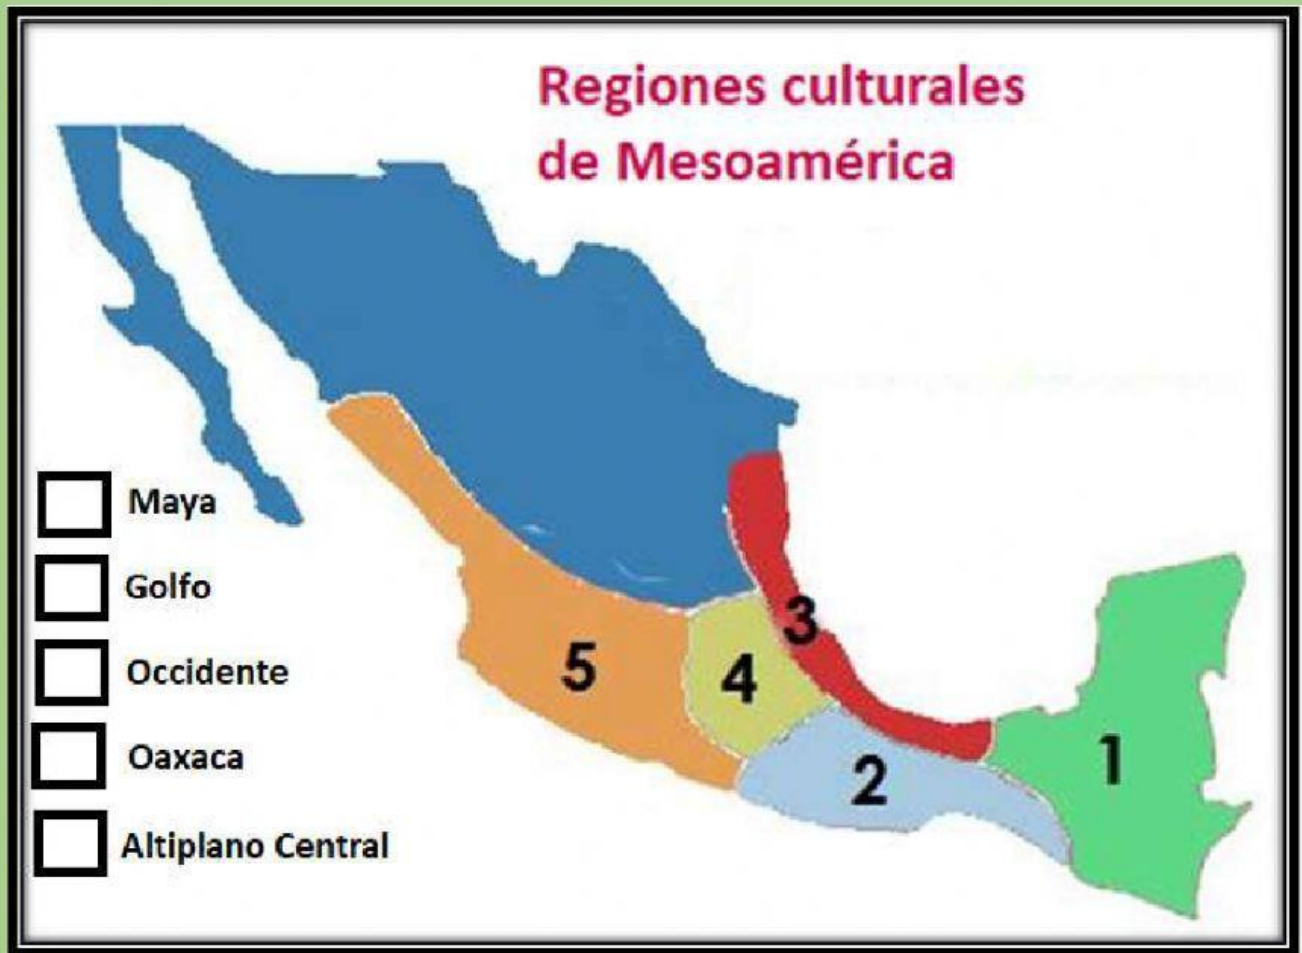 Regiones culturales
de Mesoamérica
Maya
Golfo
Occidente
Oaxaca
Altiplano Central
5
4
3
2
1